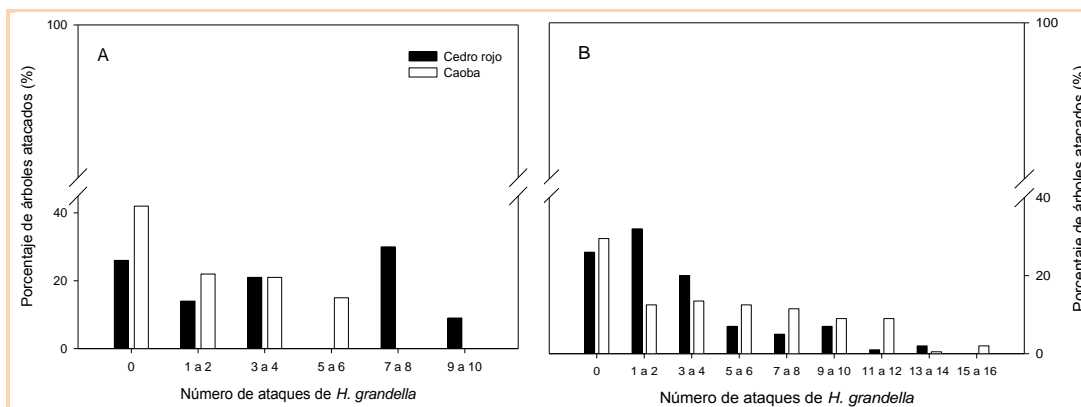 A
Cedro rojo
Caoba
Porcentaje de árboles atacados (%)
100
40
20
0
0 1 a 2 3 a 4 5 a 6 7 a 8 9 a 10
Número de ataques de H. grandella
B
100
40
20
0
Porcentaje de árboles atacados (%)
0 1 a 2 3 a 4 5 a 6 7 a 8 9 a 10 11 a 12 13 a 14 15 a 16
Número de ataques de H. grandella